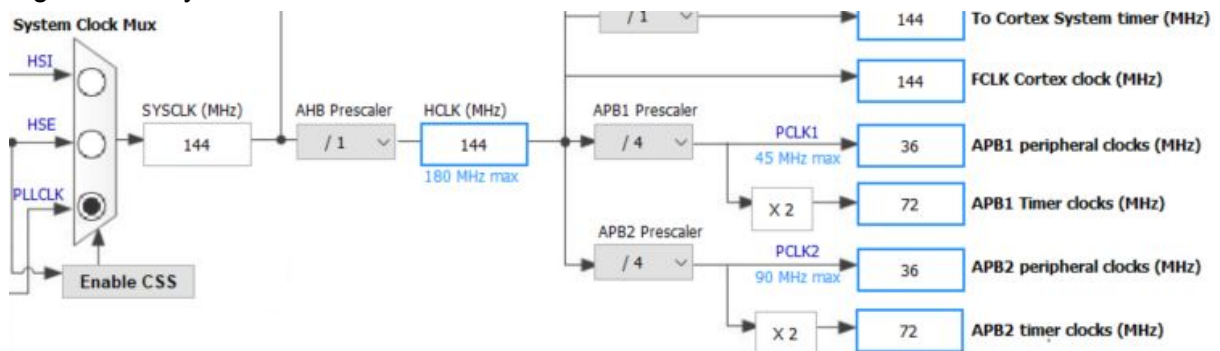 System Clock Mux
/ 1
144
To Cortex System timer (MHz)
HSI
144
FCLK Cortex clock (MHz)
HSE
SYSCLK (MHz)
144
AHB Prescaler
/ 1
HCLK (MHz)
144
180 MHz max
APB1 Prescaler
/ 4
PCLK1
45 MHz max
36
APB1 peripheral clocks (MHz)
PLLCLK
X 2
72
APB1 Timer clocks (MHz)
Enable CSS
APB2 Prescaler
/ 4
PCLK2
90 MHz max
36
APB2 peripheral clocks (MHz)
X 2
72
APB2 timer clocks (MHz)